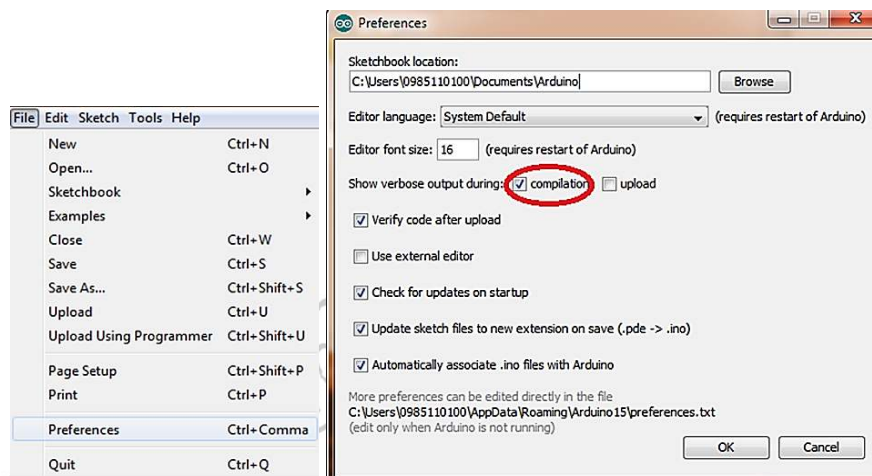 File Edit Sketch Tools Help
New Ctrl+N
Open... Ctrl+O
Sketchbook
Examples
Close Ctrl+W
Save Ctrl+S
Save As... Ctrl+Shift+S
Upload Ctrl+U
Upload Using Programmer Ctrl+Shift+U
Page Setup Ctrl+Shift+P
Print Ctrl+P
Preferences Ctrl+Comma
Quit Ctrl+Q
Preferences
Sketchbook location:
C:\Users\0985110100\Documents\Arduino
Browse
Editor language: System Default (requires restart of Arduino)
Editor font size: 16 (requires restart of Arduino)
Show verbose output during: compilation upload
Verify code after upload
Use external editor
Check for updates on startup
Update sketch files to new extension on save (.pde -> .ino)
Automatically associate .ino files with Arduino
More preferences can be edited directly in the file
C:\Users\0985110100\AppData\Roaming\Arduino15\preferences.txt
(edit only when Arduino is not running)
OK Cancel